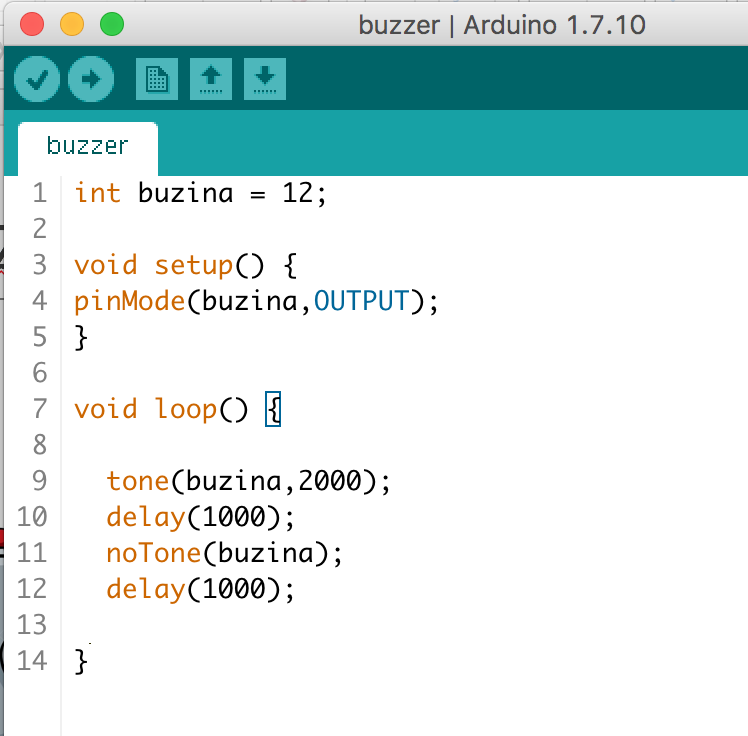 buzzer | Arduino 1.7.10
buzzer
1 int buzina = 12;
2
3 void setup() {
4 pinMode(buzina,OUTPUT);
5 }
6
7 void loop() {
8
9   tone(buzina,2000);
10   delay(1000);
11   noTone(buzina);
12   delay(1000);
13
14 }